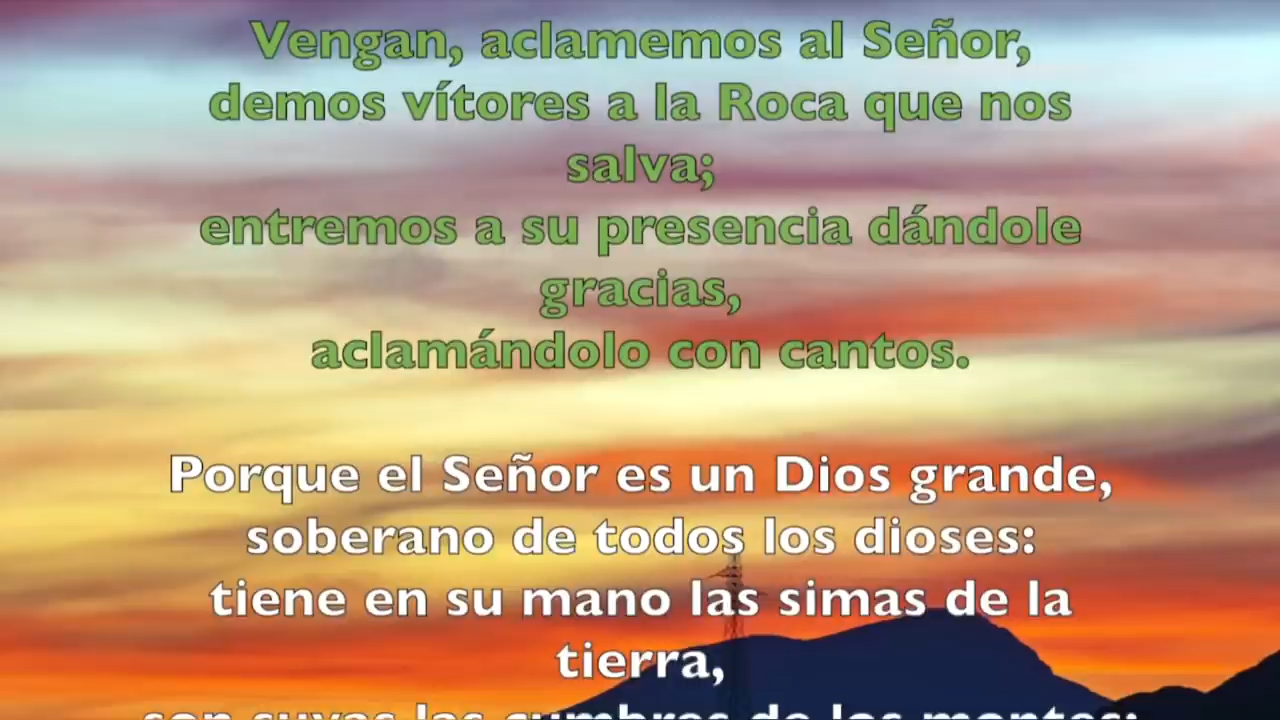 Vengan, aclamemos al Señor,
demos vítores a la Roca que nos
salva;
entremos a su presencia dándole
gracias,
aclamándolo con cantos.
Porque el Señor es un Dios grande,
soberano de todos los dioses:
tiene en su mano las simas de la
tierra,
son suyas las cumbres de los montes;